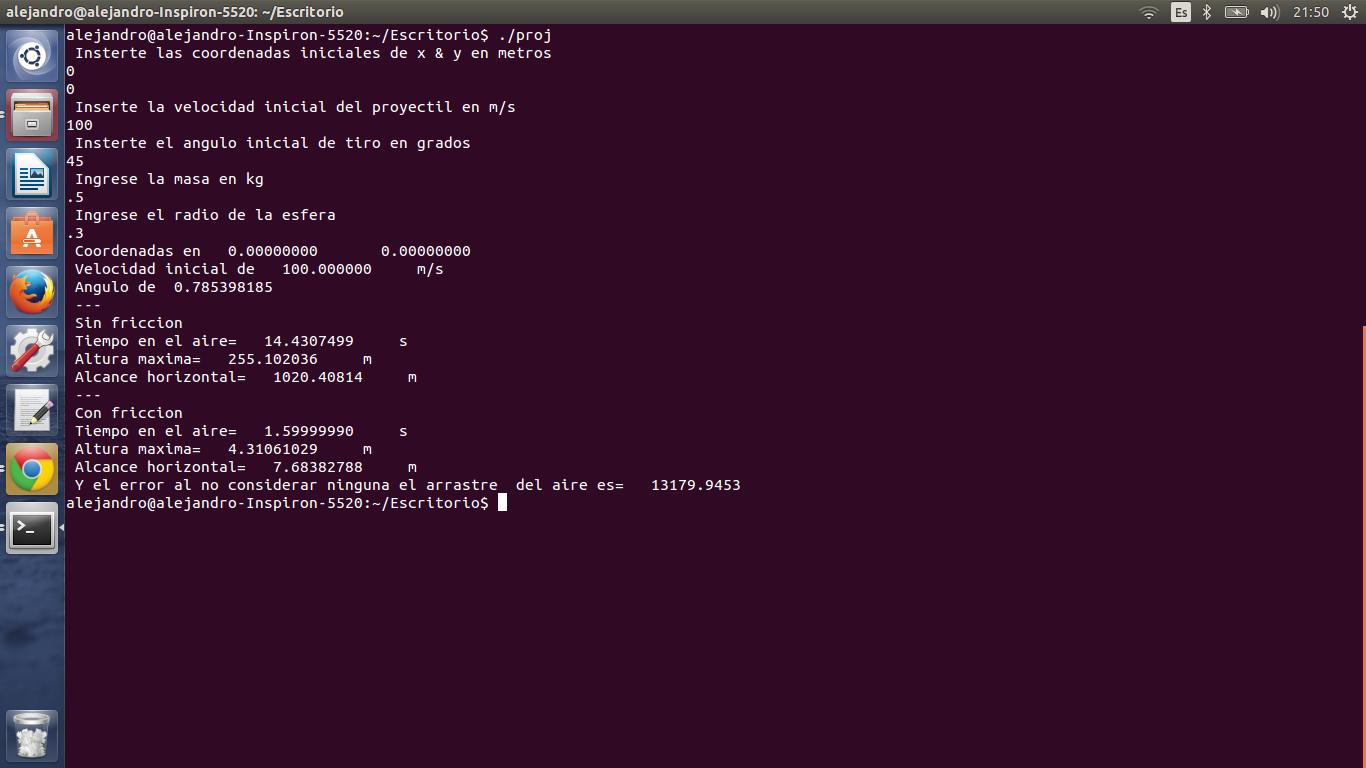 alejandro@alejandro-Inspiron-5520: ~/Escritorio
Es
21:50
alejandro@alejandro-Inspiron-5520:~/Escritorio$ ./proj
Insterte las coordenadas iniciales de x & y en metros
0
0
Inserte la velocidad inicial del proyectil en m/s
100
Insterte el angulo inicial de tiro en grados
45
Ingrese la masa en kg
.5
Ingrese el radio de la esfera
.3
Coordenadas en 0.00000000 0.00000000
Velocidad inicial de 100.000000 m/s
Angulo de 0.785398185
---
Sin friccion
Tiempo en el aire= 14.4307499 s
Altura maxima= 255.102036 m
Alcance horizontal= 1020.40814 m
---
Con friccion
Tiempo en el aire= 1.59999990 s
Altura maxima= 4.31061029 m
Alcance horizontal= 7.68382788 m
Y el error al no considerar ninguna el arrastre  del aire es= 13179.9453
alejandro@alejandro-Inspiron-5520:~/Escritorio$